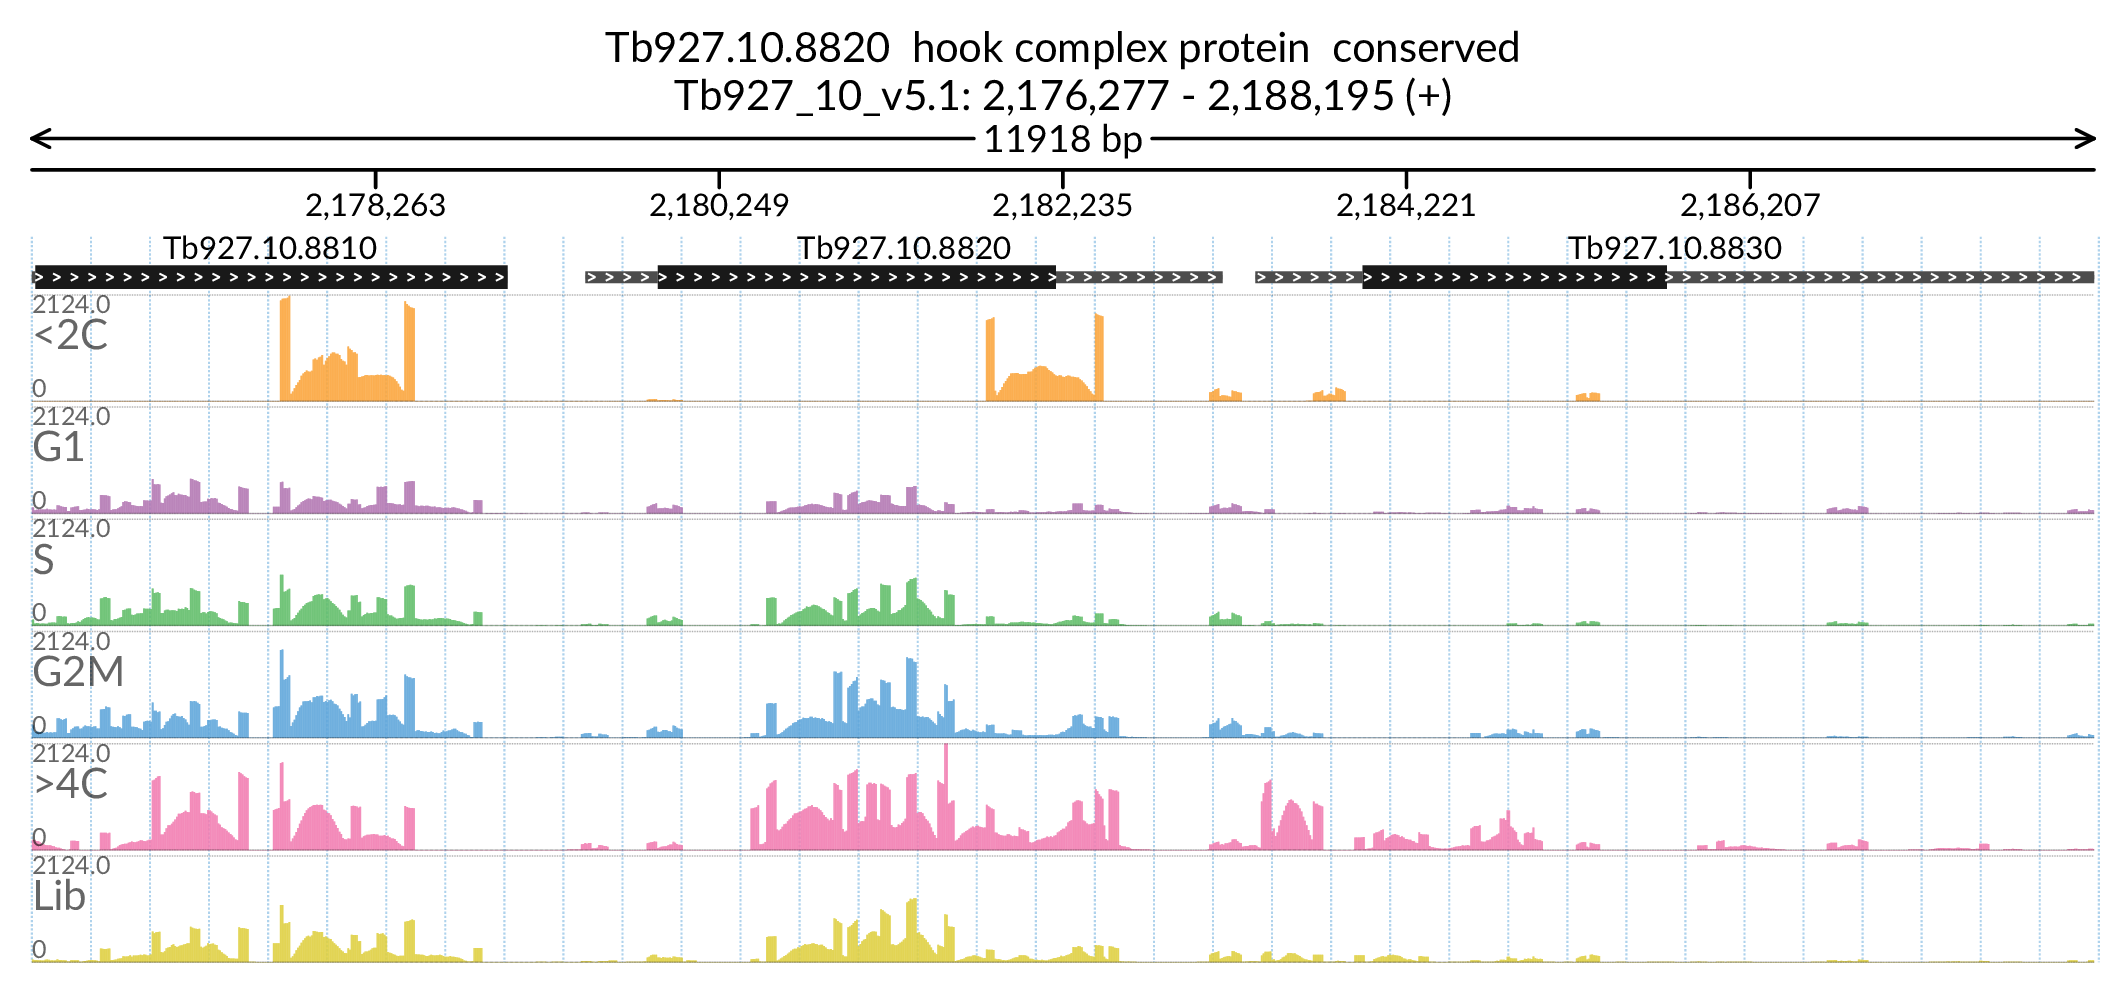 Tb927.10.8820  hook complex protein  conserved
Tb927_10_v5.1: 2,176,277 - 2,188,195 (+)
11918 bp
2,178,263 2,180,249 2,182,235 2,184,221 2,186,207
Tb927.10.8810 Tb927.10.8820 Tb927.10.8830
2124.0
<2C
0
2124.0
G1
0
2124.0
S
0
2124.0
G2M
0
2124.0
>4C
0
2124.0
Lib
0